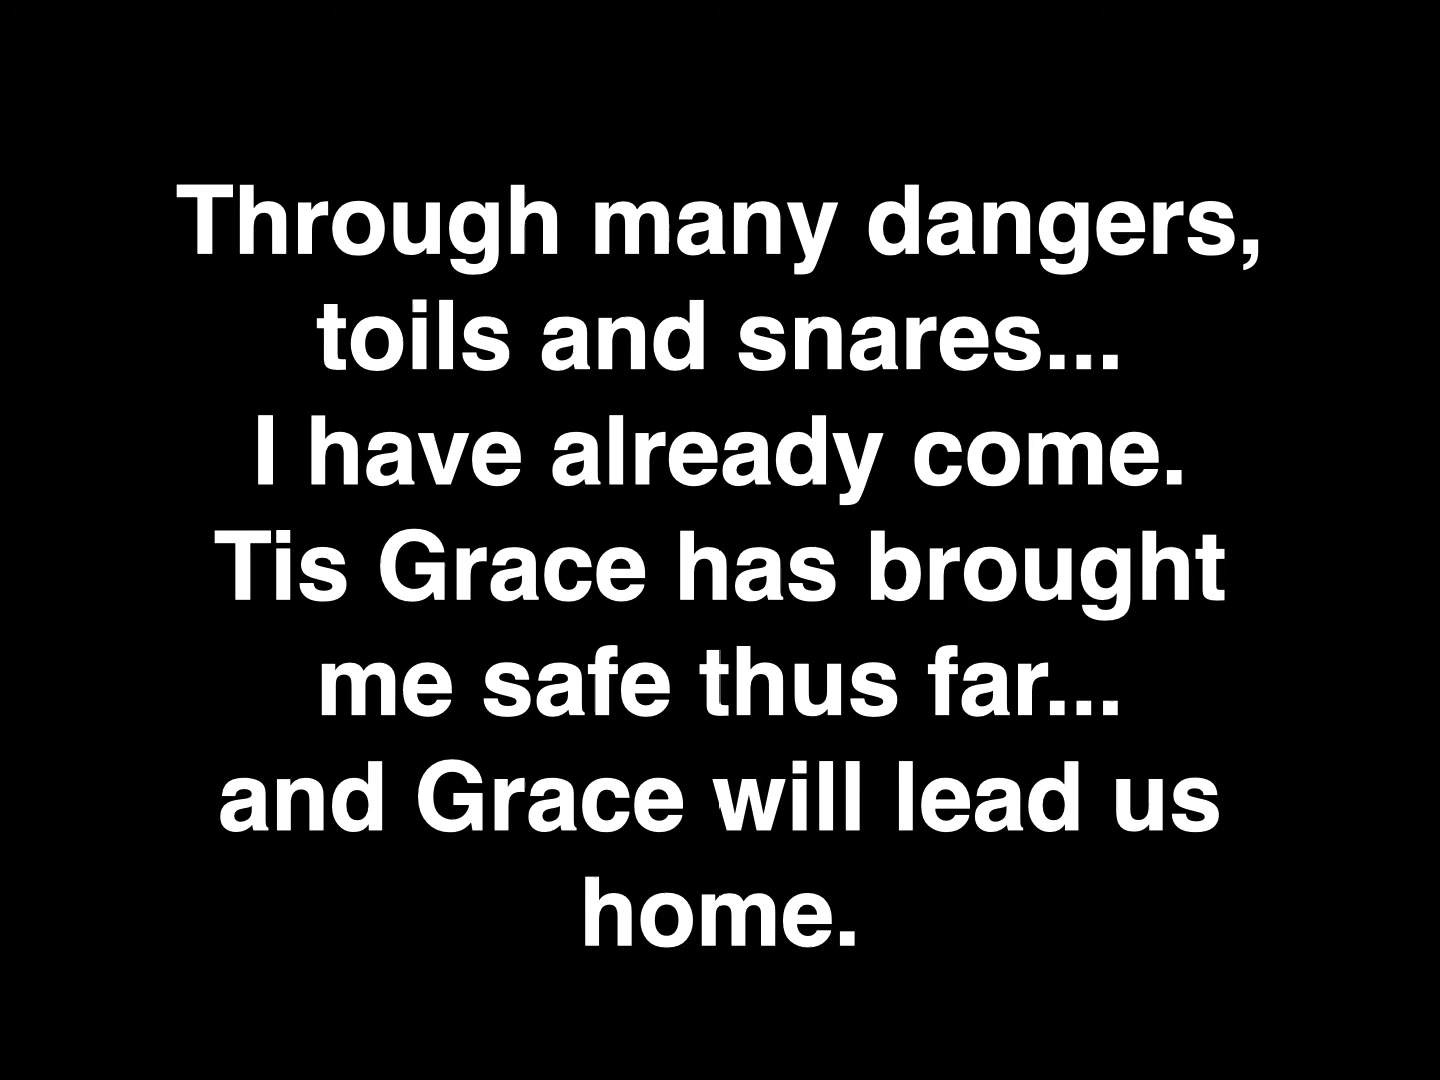 Through many dangers,
toils and snares...
I have already come.
Tis Grace has brought
me safe thus far...
and Grace will lead us
home.